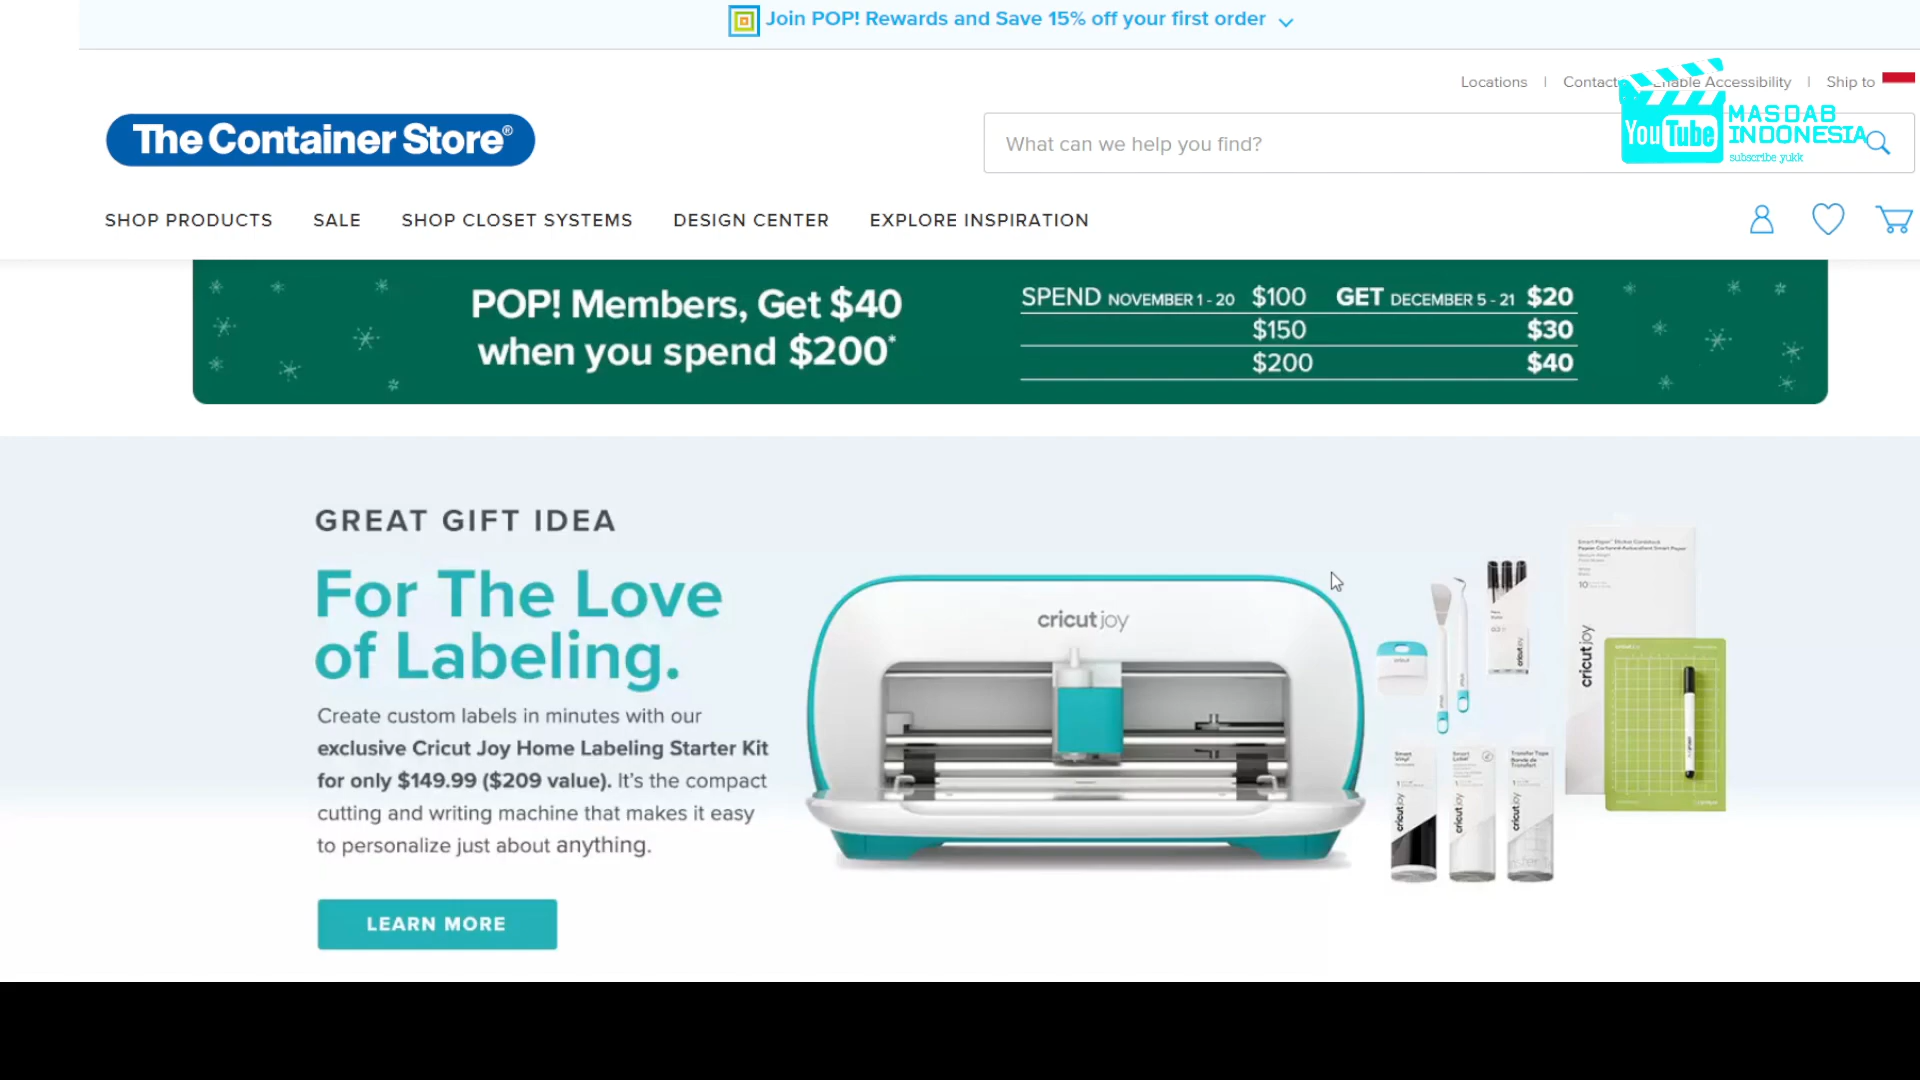 Join POP! Rewards and Save 15% off your first order
Locations | Contact Enable Accessibility | Ship to
The Container Store®
What can we help you find?
YouTube MASDAB INDONESIA
subscribe yukk
SHOP PRODUCTS SALE SHOP CLOSET SYSTEMS DESIGN CENTER EXPLORE INSPIRATION
POP! Members, Get $40
when you spend $200*
SPEND NOVEMBER 1 - 20 $100 GET DECEMBER 5 - 21 $20
$150 $30
$200 $40
GREAT GIFT IDEA
For The Love
of Labeling.
Create custom labels in minutes with our
exclusive Cricut Joy Home Labeling Starter Kit
for only $149.99 ($209 value). It's the compact
cutting and writing machine that makes it easy
to personalize just about anything.
LEARN MORE
cricut joy
cricut joy
Smart Vinyl
cricut joy
Smart Label
cricut joy
Transfer Tape
cricut joy